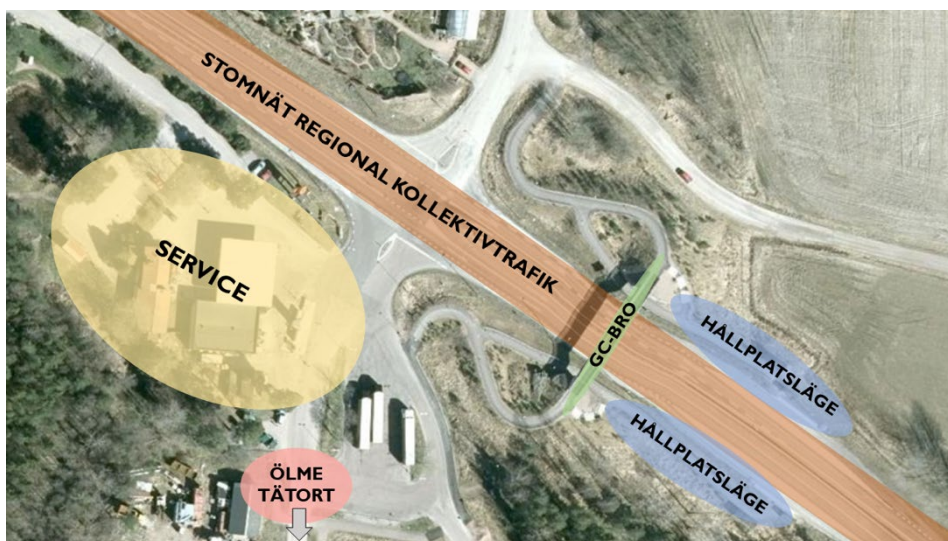 STOMNÄT REGIONAL KOLLEKTIVTRAFIK
SERVICE
GC-BRO
HÅLLPLATSLÄGE
HÅLLPLATSLÄGE
ÖLME
TÄTORT